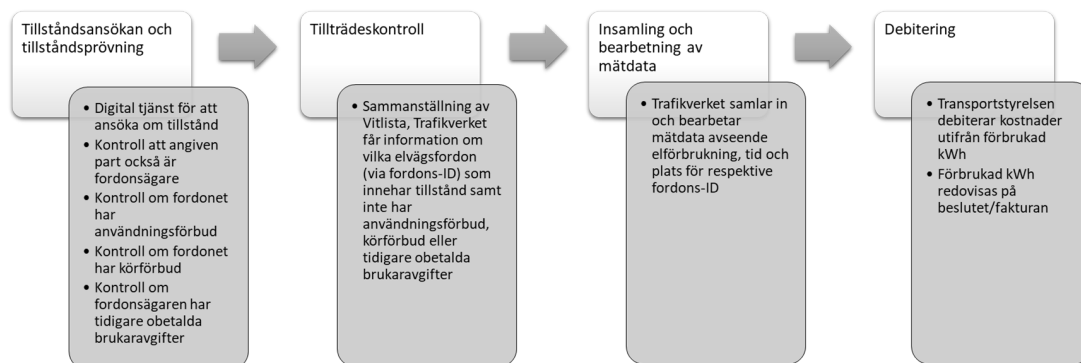 Tillståndsansökan och
tillståndsprövning
• Digital tjänst för att
ansöka om tillstånd
• Kontroll att angiven
part också är
fordonsägare
• Kontroll om fordonet
har
användningsförbud
• Kontroll om fordonet
har körförbud
• Kontroll om
fordonsägaren har
tidigare obetalda
brukaravgifter
Tillträdeskontroll
• Sammanställning av
Vitlista, Trafikverket
får information om
vilka elvägsfordon
(via fordons-ID) som
innehar tillstånd samt
inte har
användningsförbud,
körförbud eller
tidigare obetalda
brukaravgifter
Insamling och
bearbetning av
mätdata
• Trafikverket samlar in
och bearbetar
mätdata avseende
elförbrukning, tid och
plats för respektive
fordons-ID
Debitering
• Transportstyrelsen
debiterar kostnader
utifrån förbrukad
kWh
• Förbrukad kWh
redovisas på
beslutet/fakturan